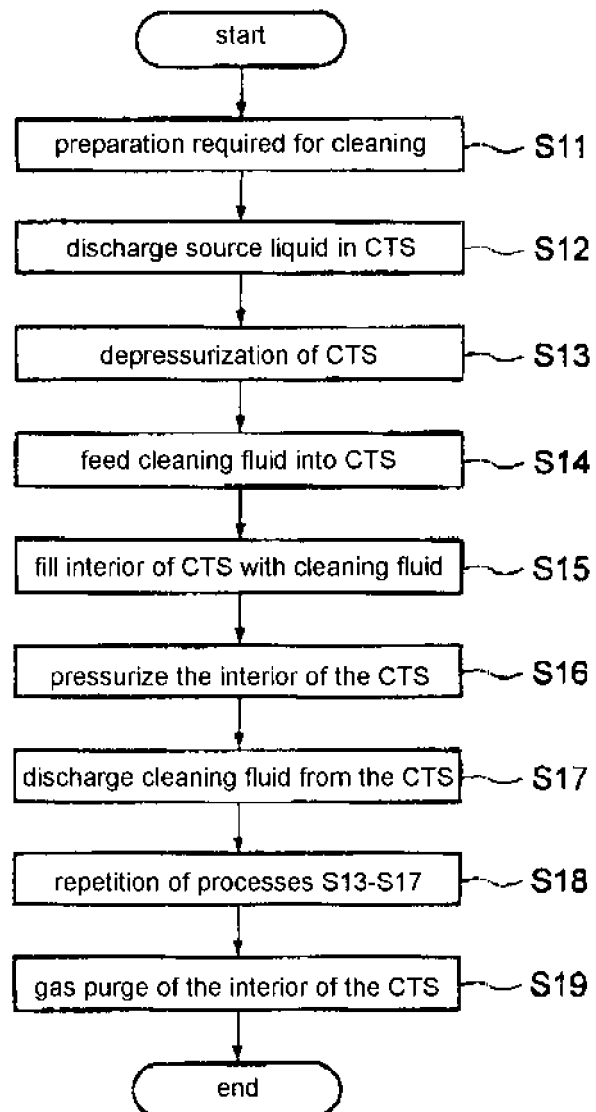 start
preparation required for cleaning S11
discharge source liquid in CTS S12
depressurization of CTS S13
feed cleaning fluid into CTS S14
fill interior of CTS with cleaning fluid S15
pressurize the interior of the CTS S16
discharge cleaning fluid from the CTS S17
repetition of processes S13-S17 S18
gas purge of the interior of the CTS S19
end